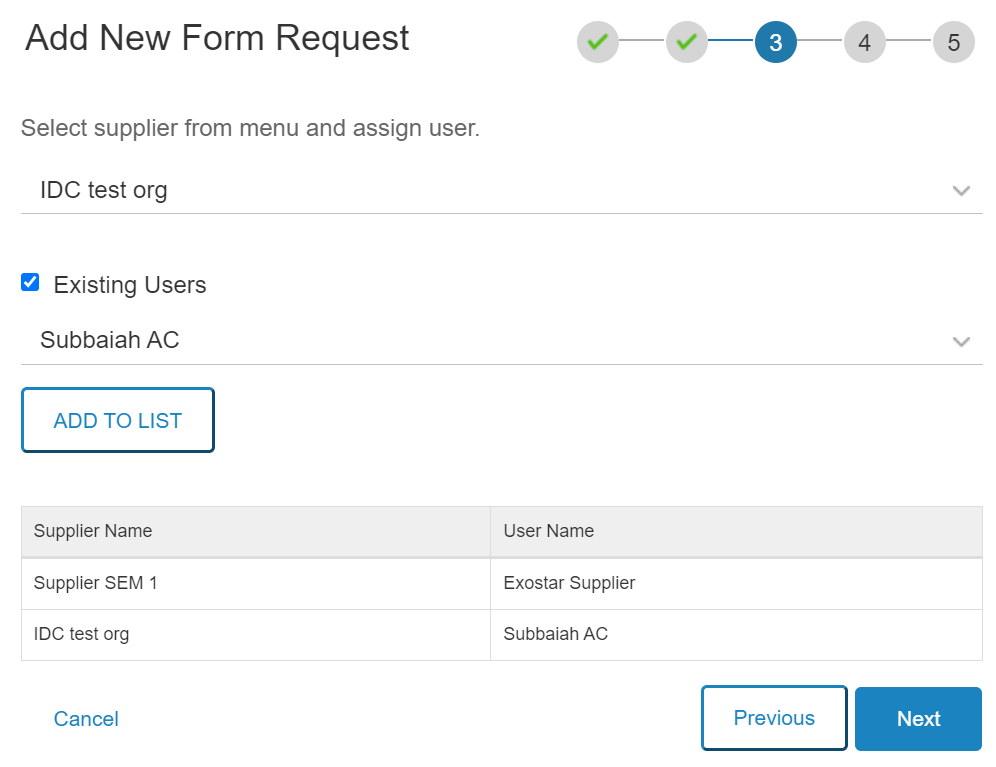 Add New Form Request
3 4 5
Select supplier from menu and assign user.
IDC test org
Existing Users
Subbaiah AC
ADD TO LIST
Supplier Name User Name
Supplier SEM 1 Exostar Supplier
IDC test org Subbaiah AC
Cancel Previous Next